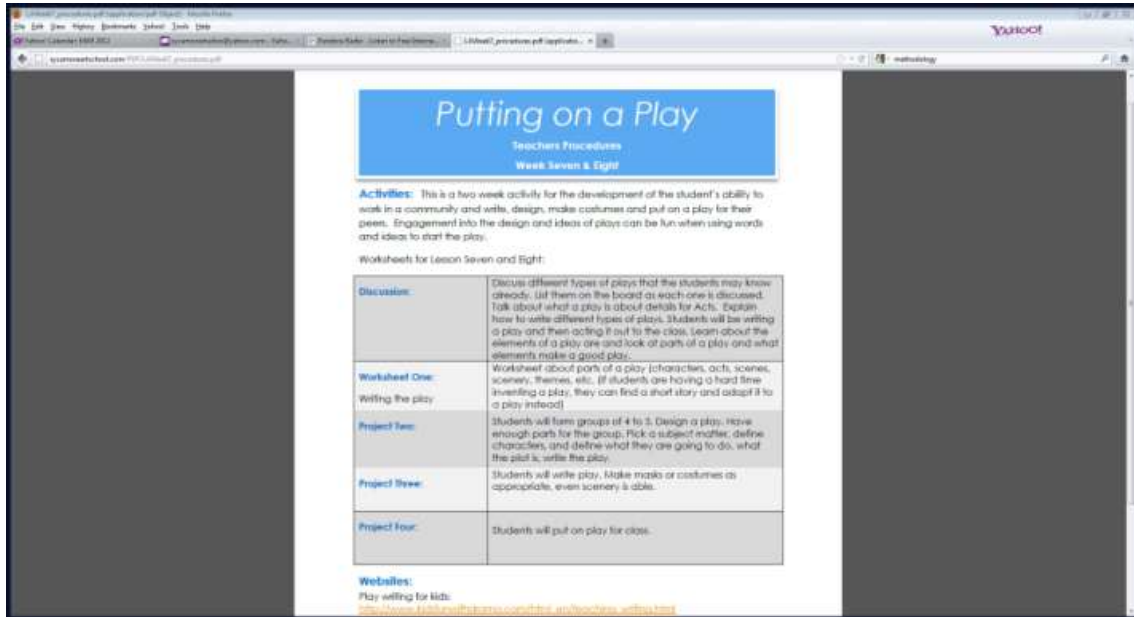 File Edit View History Bookmarks Yahoo! Tools Help
YAHOO!
methodology
Putting on a Play
Teachers Procedures
Week Seven & Eight
Activities: This is a two week activity for the development of the student's ability to
work in a community and write, design, make costumes and put on a play for their
peers. Engagement into the design and ideas of plays can be fun when using words
and ideas to start the play.
Worksheets for Lesson Seven and Eight:
Discussion:
Discuss different types of plays that the students may know
already. List them on the board as each one is discussed.
Talk about what a play is about details for Acts. Explain
how to write different types of plays. Students will be writing
a play and then acting it out to the class. Learn about the
elements of a play are and look at parts of a play and what
elements make a good play.
Worksheet One:
Writing the play
Worksheet about parts of a play (characters, acts, scenes,
scenery, themes, etc. (if students are having a hard time
inventing a play, they can find a short story and adapt it to
a play instead)
Project Two:
Students will form groups of 4 to 5. Design a play. Have
enough parts for the group. Pick a subject matter, define
characters, and define what they are going to do, what
the plot is, write the play.
Project Three:
Students will write play. Make masks or costumes as
appropriate, even scenery is able.
Project Four:
Students will put on play for class.
Websites:
Play writing for kids: